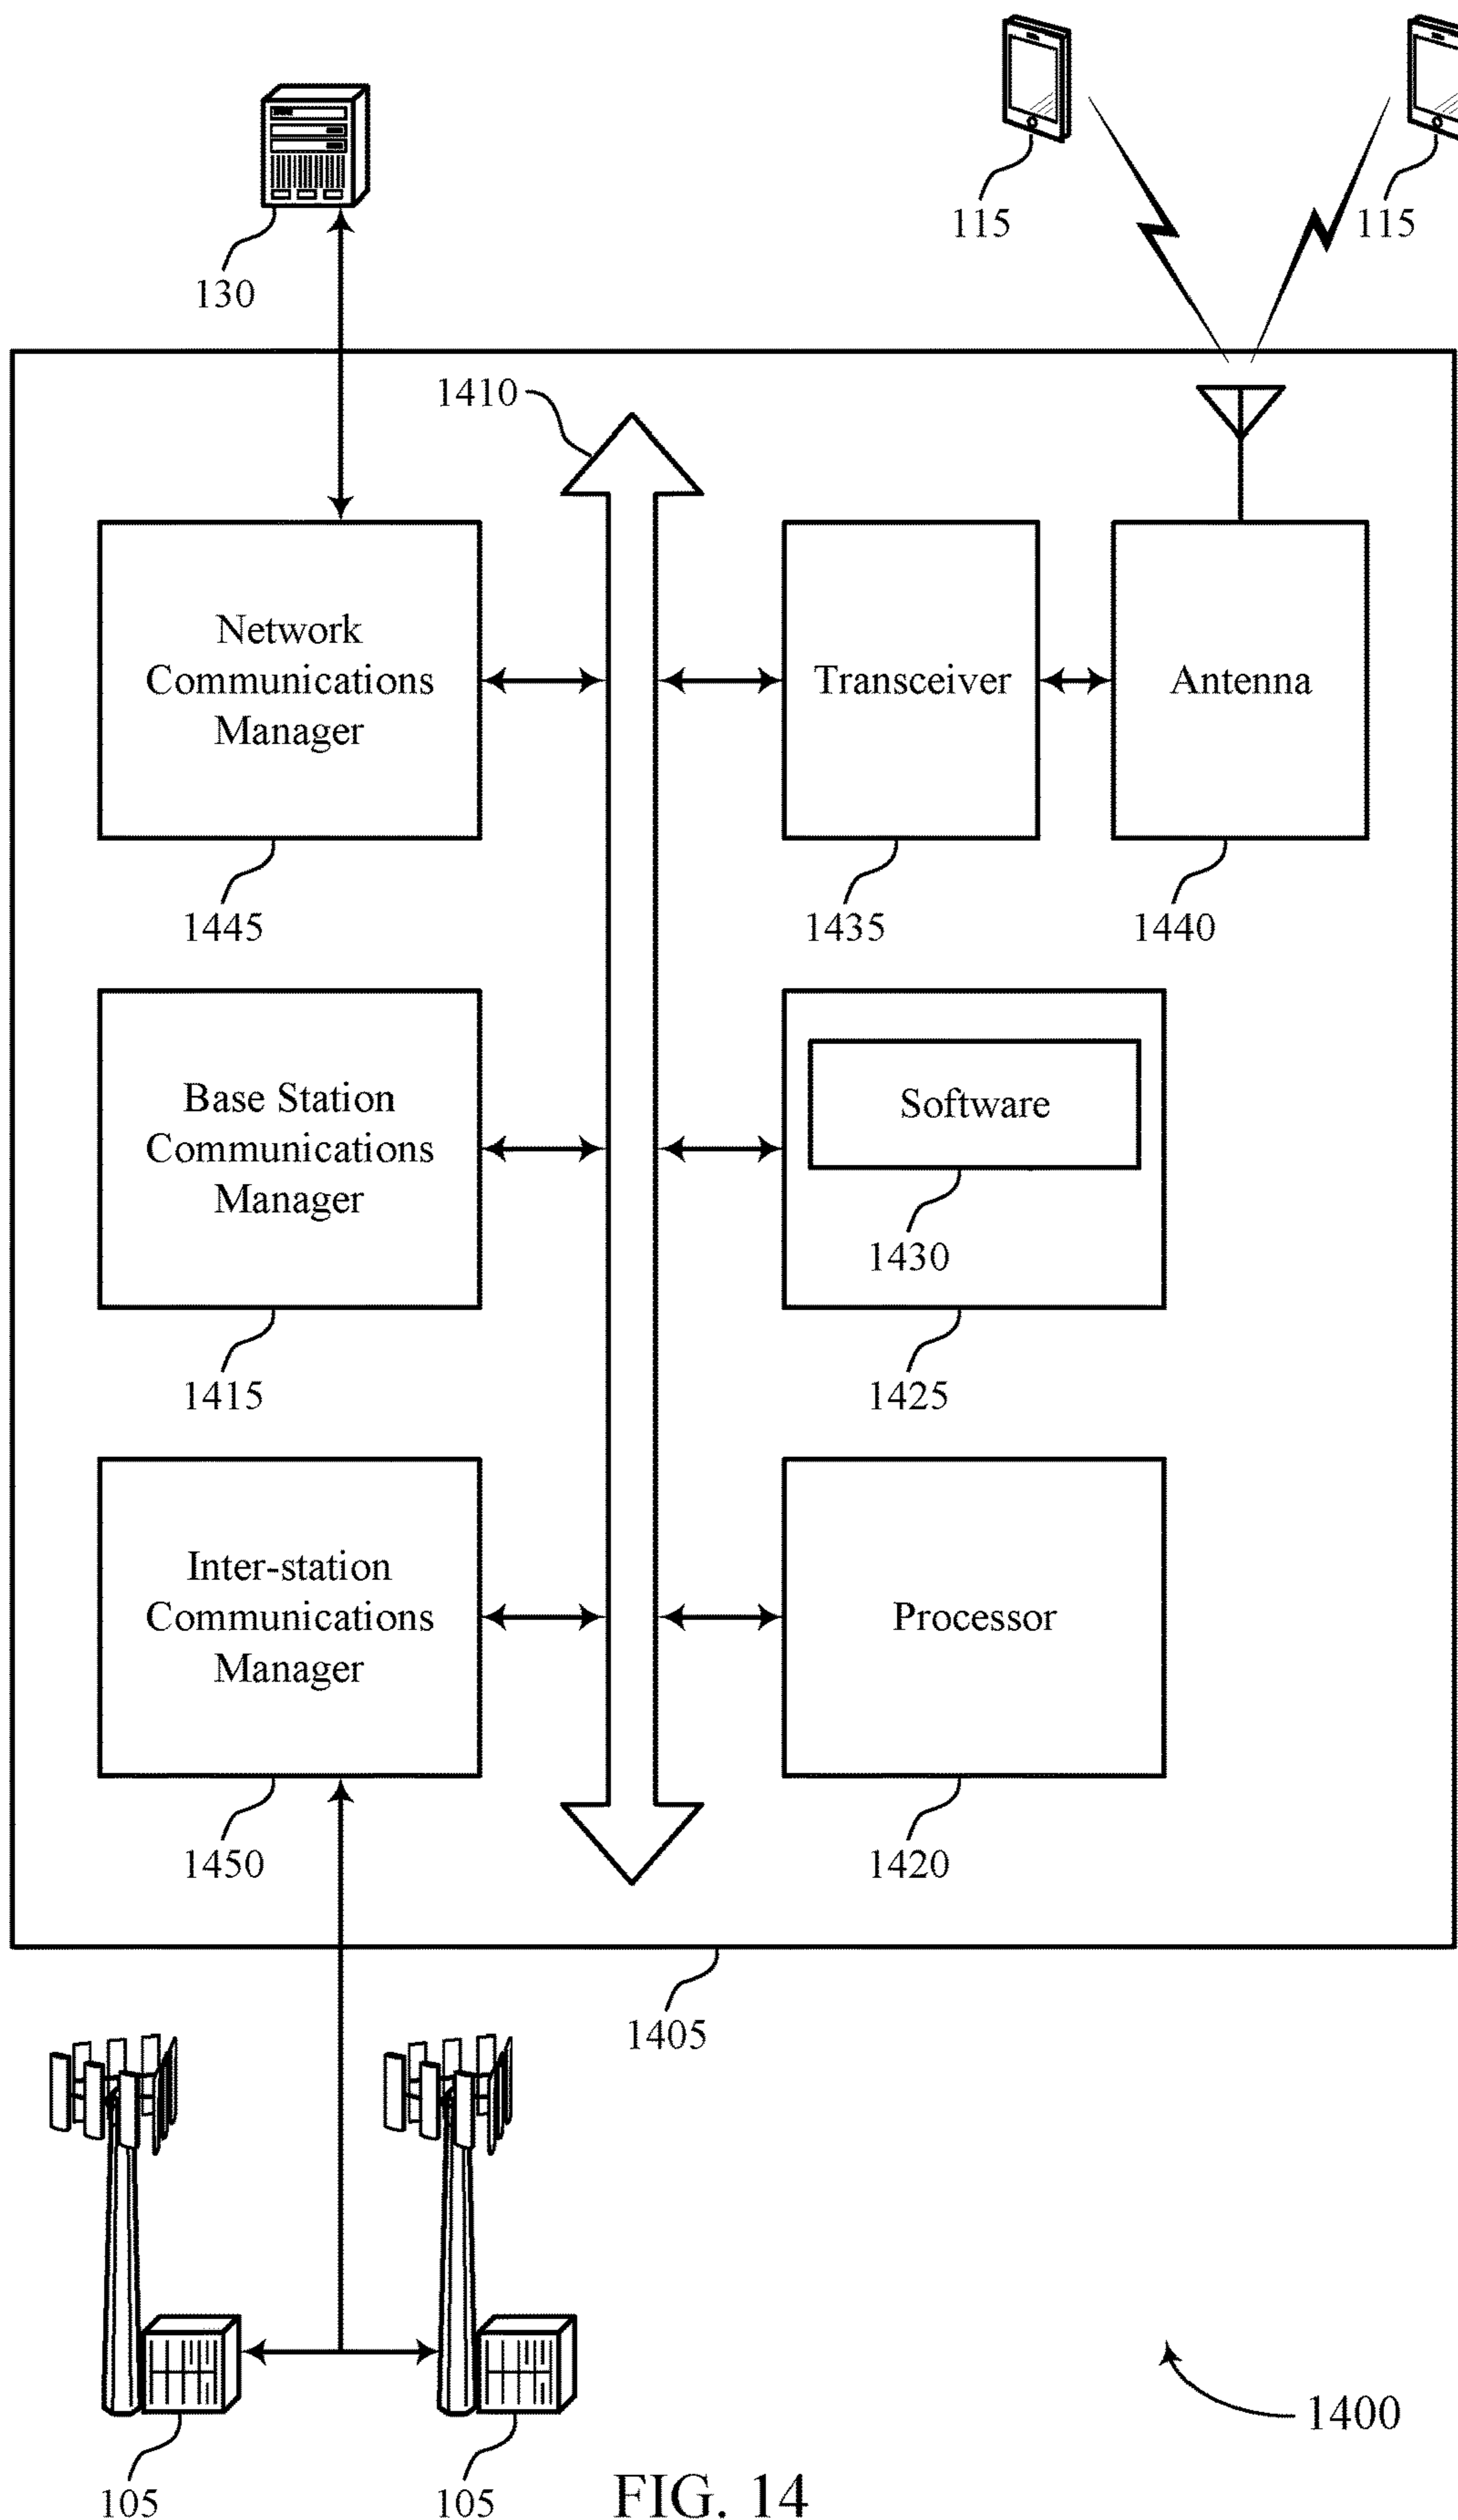 115
115
130
1410
Network
Communications
Manager
Transceiver
Antenna
1445
1435
1440
Base Station
Communications
Manager
Software
1430
1415
1425
Inter-station
Communications
Manager
Processor
1450
1420
1405
1400
105
105
FIG. 14